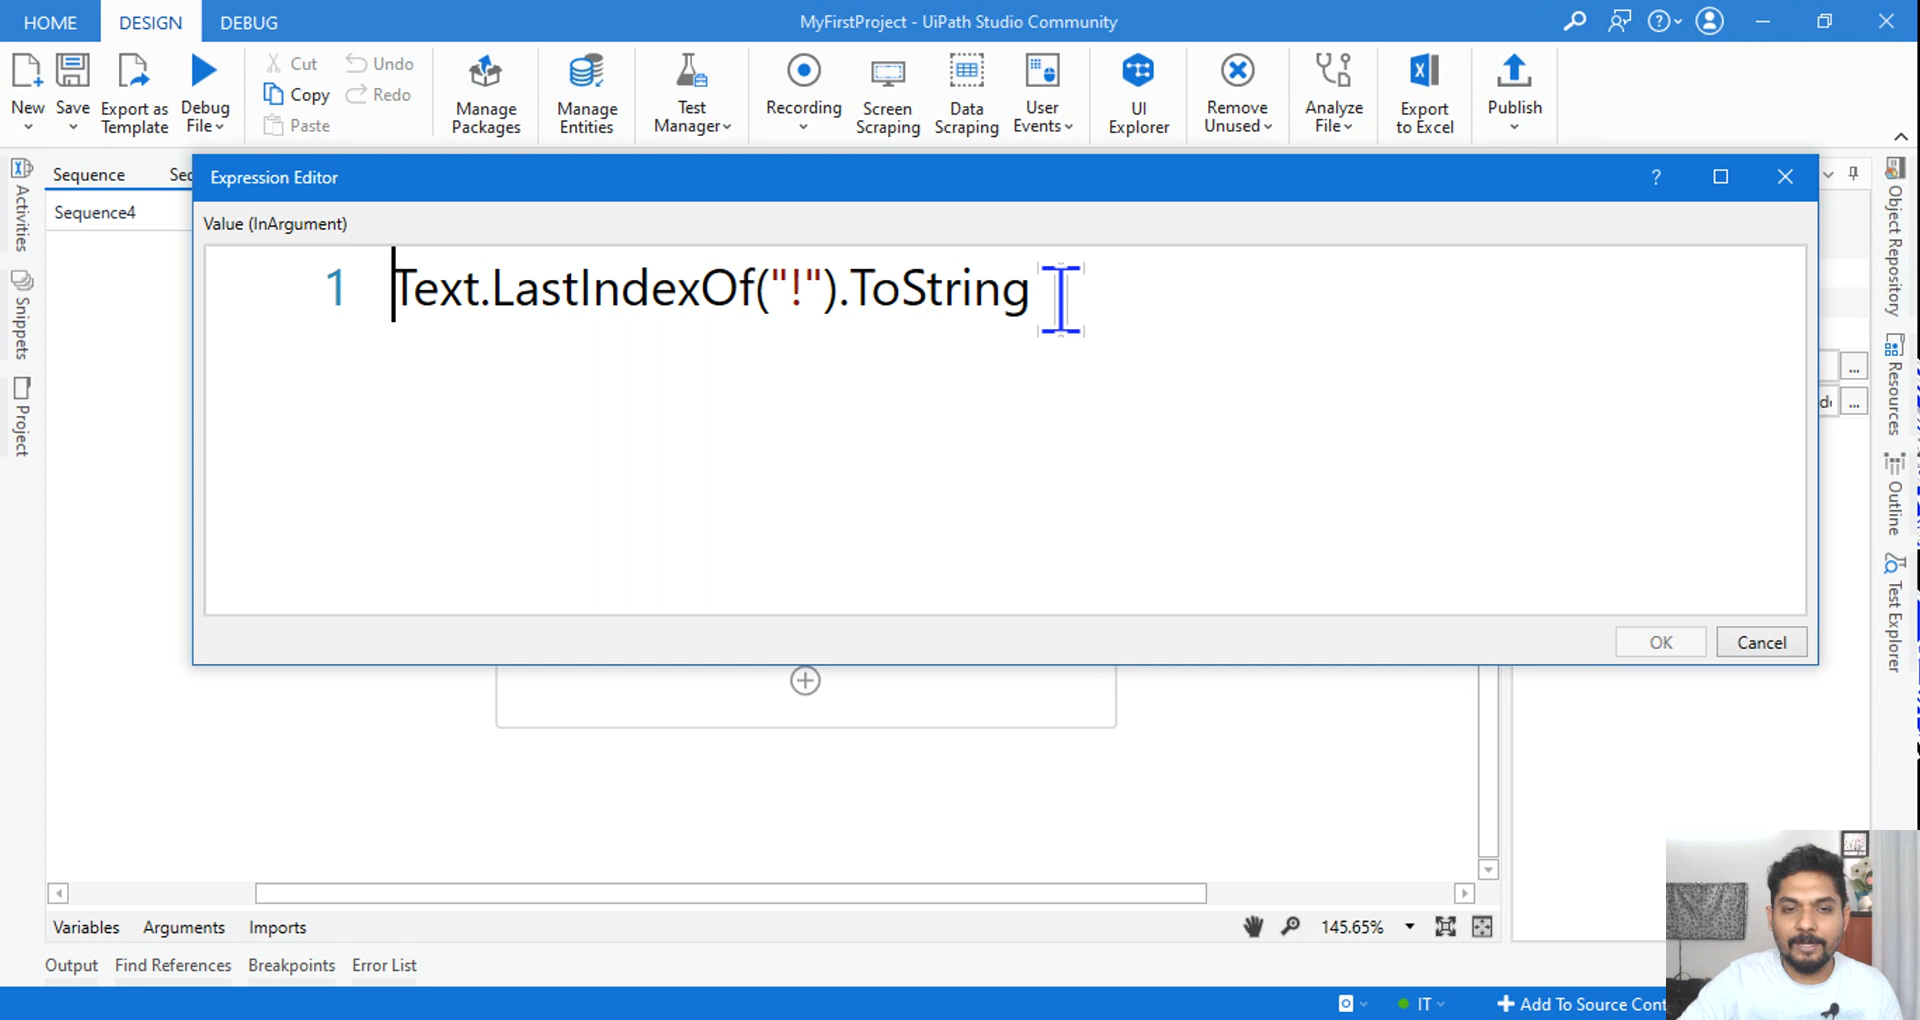 HOME DESIGN DEBUG MyFirstProject - UiPath Studio Community
New Save Export as Template Debug File
Cut Undo
Copy Redo
Paste
Manage Packages Manage Entities Test Manager Recording Screen Scraping Data Scraping User Events UI Explorer Remove Unused Analyze File Export to Excel Publish
Activities
Snippets
Project
Sequence Sec
Sequence4
Expression Editor ?
Value (InArgument)
1 Text.LastIndexOf("!").ToString
OK Cancel
Object Repository
Resources
Outline
Test Explorer
... 
...
Variables Arguments Imports 145.65%
Output Find References Breakpoints Error List
IT Add To Source Cont